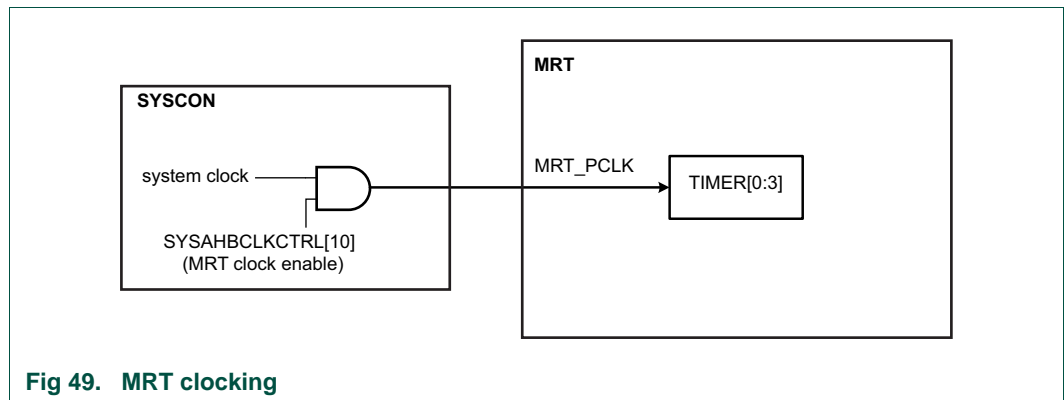 MRT
SYSCON
system clock
MRT_PCLK
TIMER[0:3]
SYSAHBCLKCTRL[10]
(MRT clock enable)
Fig 49. MRT clocking